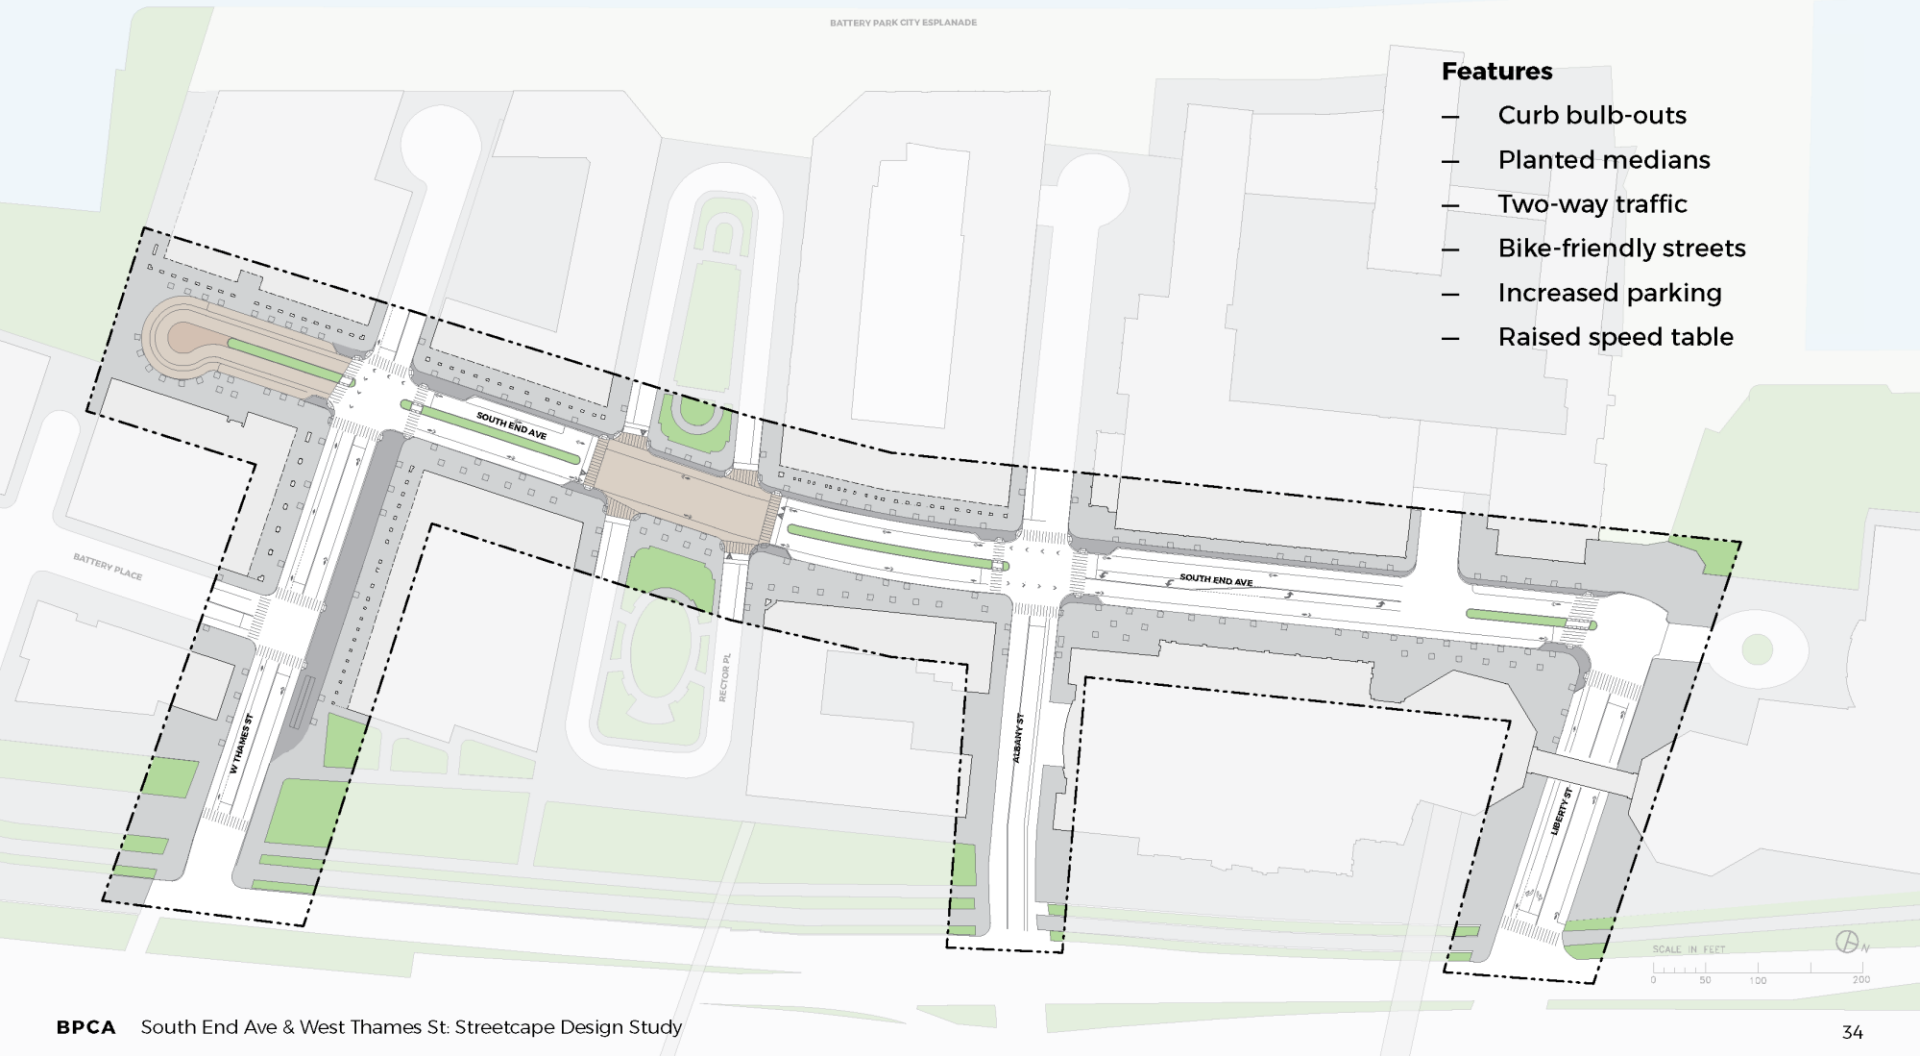 BATTERY PARK CITY ESPLANADE
Features
— Curb bulb-outs
— Planted medians
— Two-way traffic
— Bike-friendly streets
— Increased parking
— Raised speed table
SOUTH END AVE
SOUTH END AVE
BATTERY PLACE
RECTOR PL
W THAMES ST
ALBANY ST
LIBERTY ST
N
SCALE IN FEET
0 50 100 200
BPCA South End Ave & West Thames St: Streetscape Design Study
34